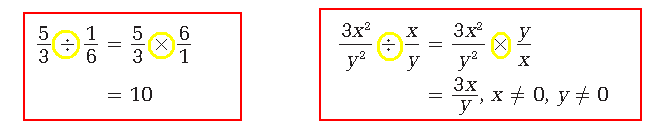 5/3 ÷ 1/6 = 5/3 × 6/1
= 10
3x²/y² ÷ x/y = 3x²/y² × y/x
= 3x/y, x ≠ 0, y ≠ 0